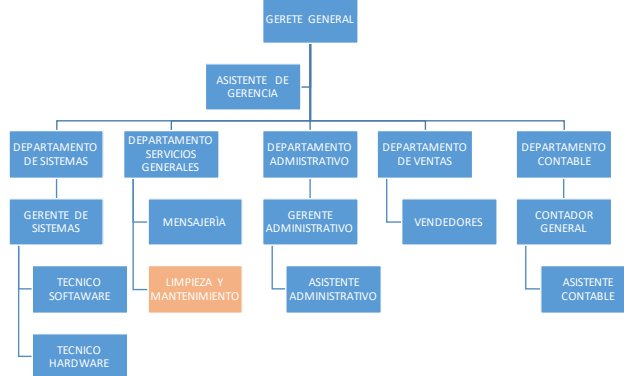 GERETE GENERAL
ASISTENTE DE
GERENCIA
DEPARTAMENTO
DE SISTEMAS
DEPARTAMENTO
SERVICIOS
GENERALES
DEPARTAMENTO
ADMIISTRATIVO
DEPARTAMENTO
DE VENTAS
DEPARTAMENTO
CONTABLE
GERENTE DE
SISTEMAS
MENSAJERÌA
GERENTE
ADMINISTRATIVO
VENDEDORES
CONTADOR
GENERAL
TECNICO
SOFTAWARE
LIMPIEZA Y
MANTENIMIENTO
ASISTENTE
ADMINISTRATIVO
ASISTENTE
CONTABLE
TECNICO
HARDWARE